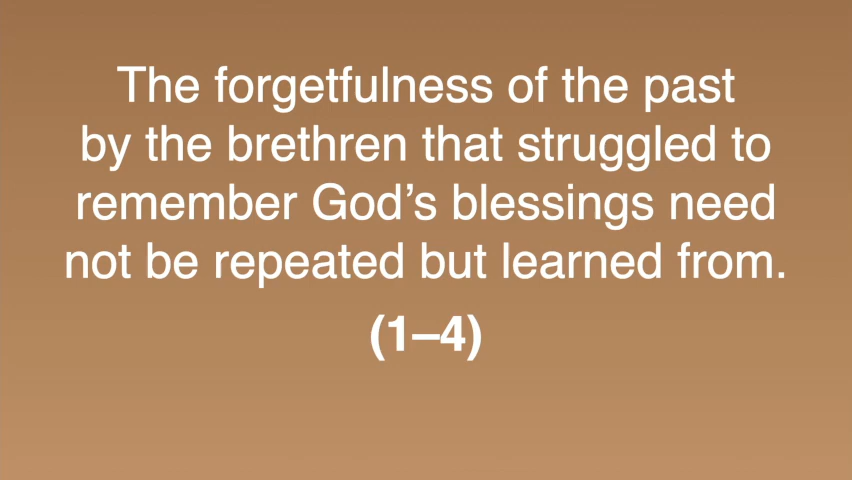 The forgetfulness of the past
by the brethren that struggled to
remember God’s blessings need
not be repeated but learned from.
(1–4)